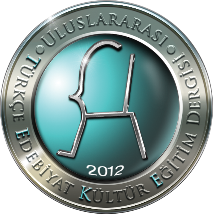 ULUSLARARASI
TÜRKÇE EDEBİYAT KÜLTÜR EĞİTİM DERGİSİ
2012